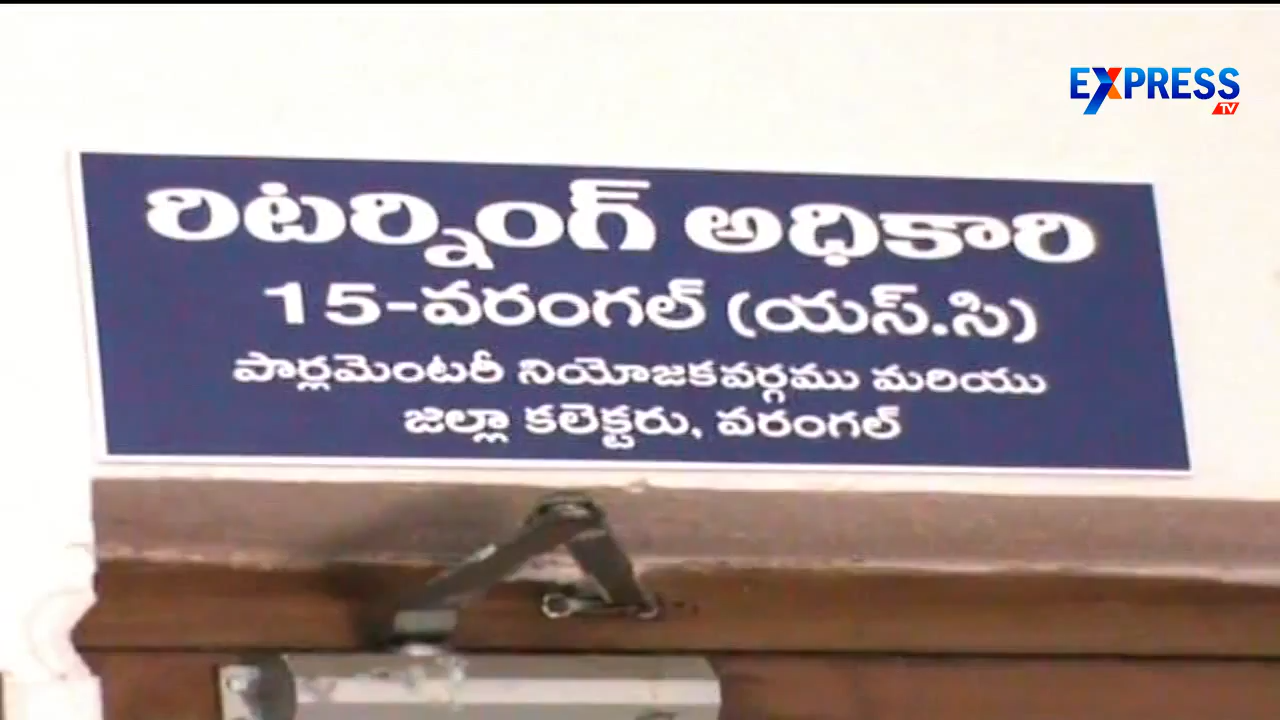 EXPRESS
TV
రిటర్నింగ్ అధికారి
15-వరంగల్ (యస్.సి)
పార్లమెంటరీ నియోజకవర్గము మరియు
జిల్లా కలెక్టరు, వరంగల్